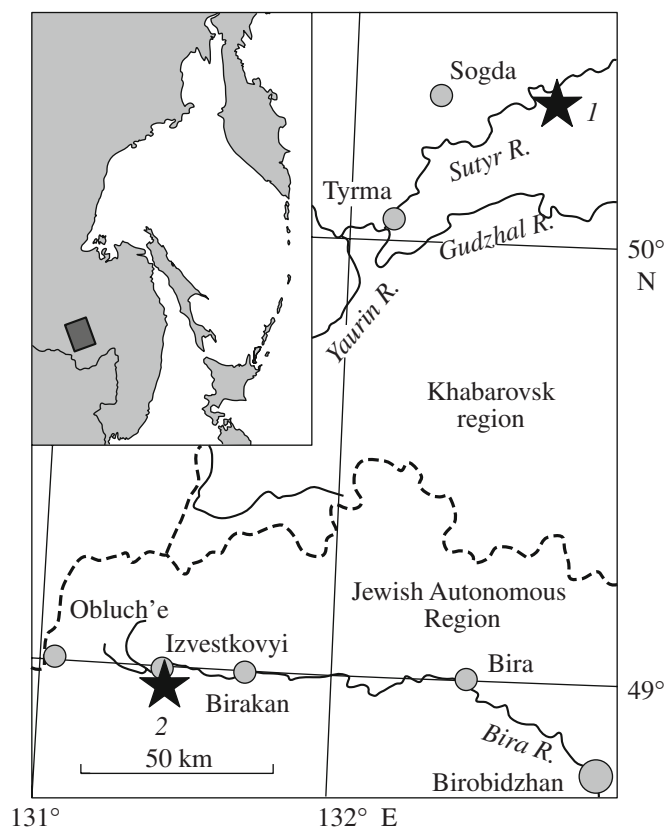 Sogda
1
Sutyr R.
Tyrma
Gudzhal R.
50°
N
Yaurin R.
Khabarovsk
region
Jewish Autonomous
Region
Obluch’e
Izvestkovyi
Bira
49°
Birakan
2
Bira R.
50 km
Birobidzhan
131°
132° E